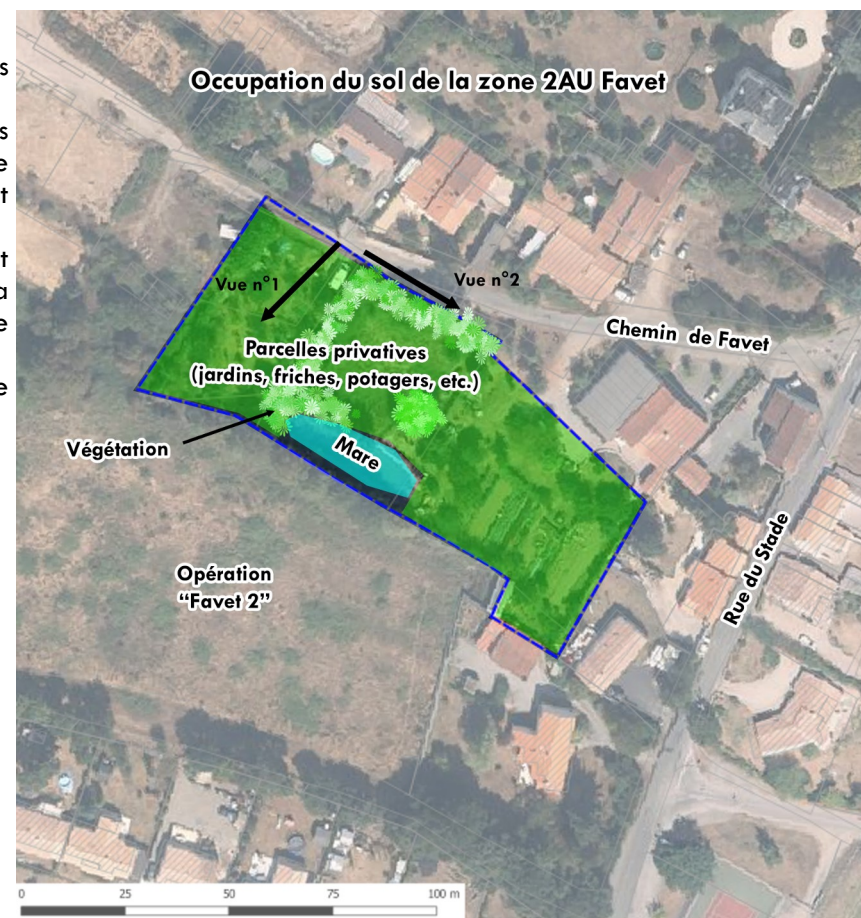 s
s
e
t
t
a
e
e
Occupation du sol de la zone 2AU Favet
Vue n°1
Vue n°2
Chemin de Favet
Parcelles privatives
(jardins, friches, potagers, etc.)
Végétation
Mare
Opération
“Favet 2”
Rue du Stade
0 25 50 75 100 m